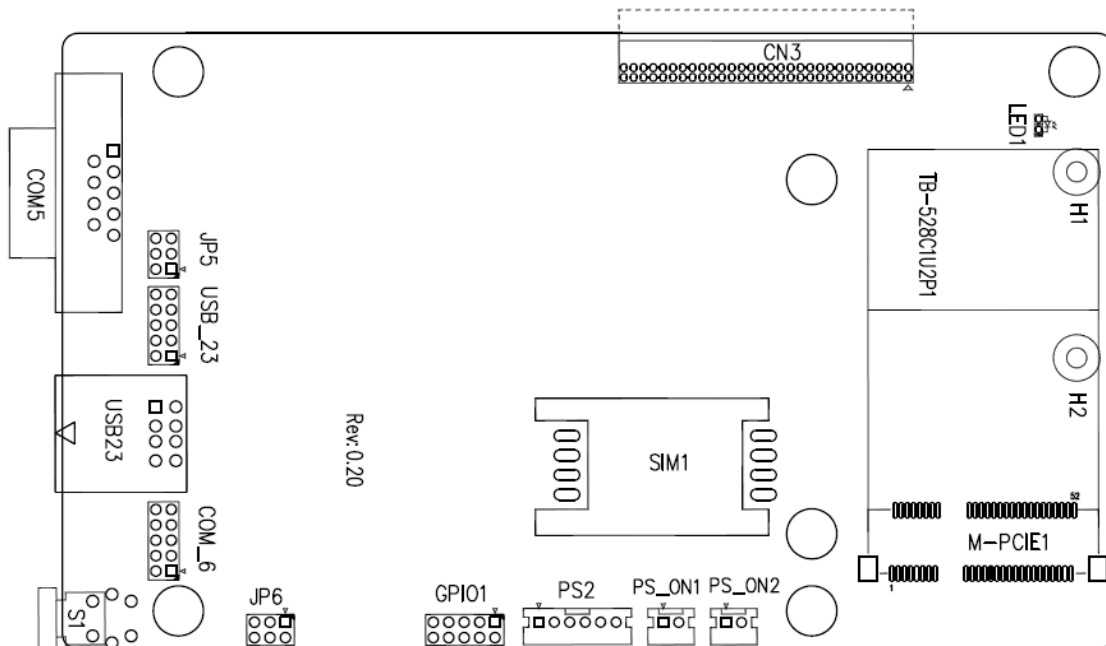 CN3
LED1
COM5
TB-528C1U2P1
H1
JP5
USB_23
H2
USB23
Rev:0.20
SIM1
52
COM_6
M-PCIE1
1
S1
JP6
GPIO1
PS2
PS_ON1
PS_ON2